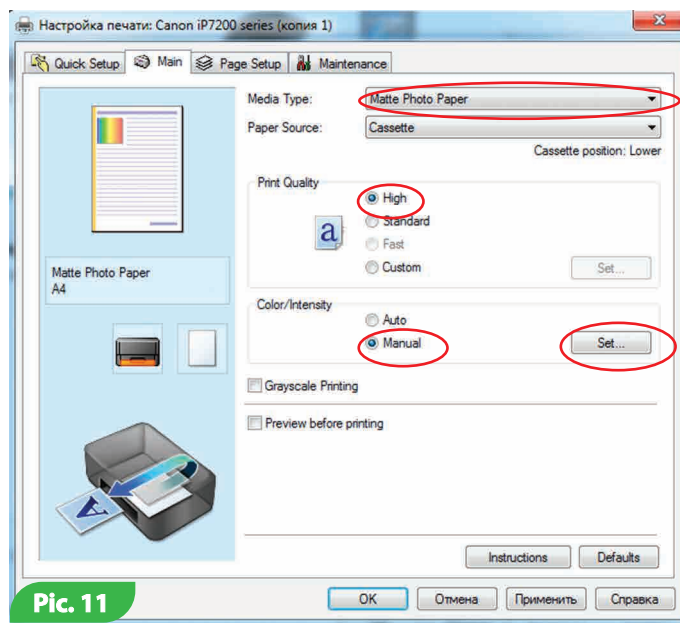 Настройка печати: Canon iP7200 series (копия 1)
Quick Setup Main Page Setup Maintenance
Media Type: Matte Photo Paper
Paper Source: Cassette
Cassette position: Lower
Print Quality
High
Standard
Fast
Custom Set...
a
Matte Photo Paper
A4
Color/Intensity
Auto
Manual Set...
Grayscale Printing
Preview before printing
A
Instructions Defaults
OK Отмена Применить Справка
Pic. 11